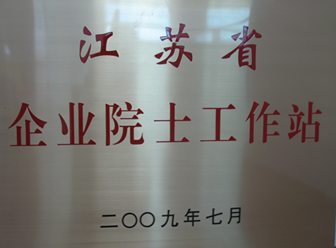 江苏省
企业院士工作站
二〇〇九年七月